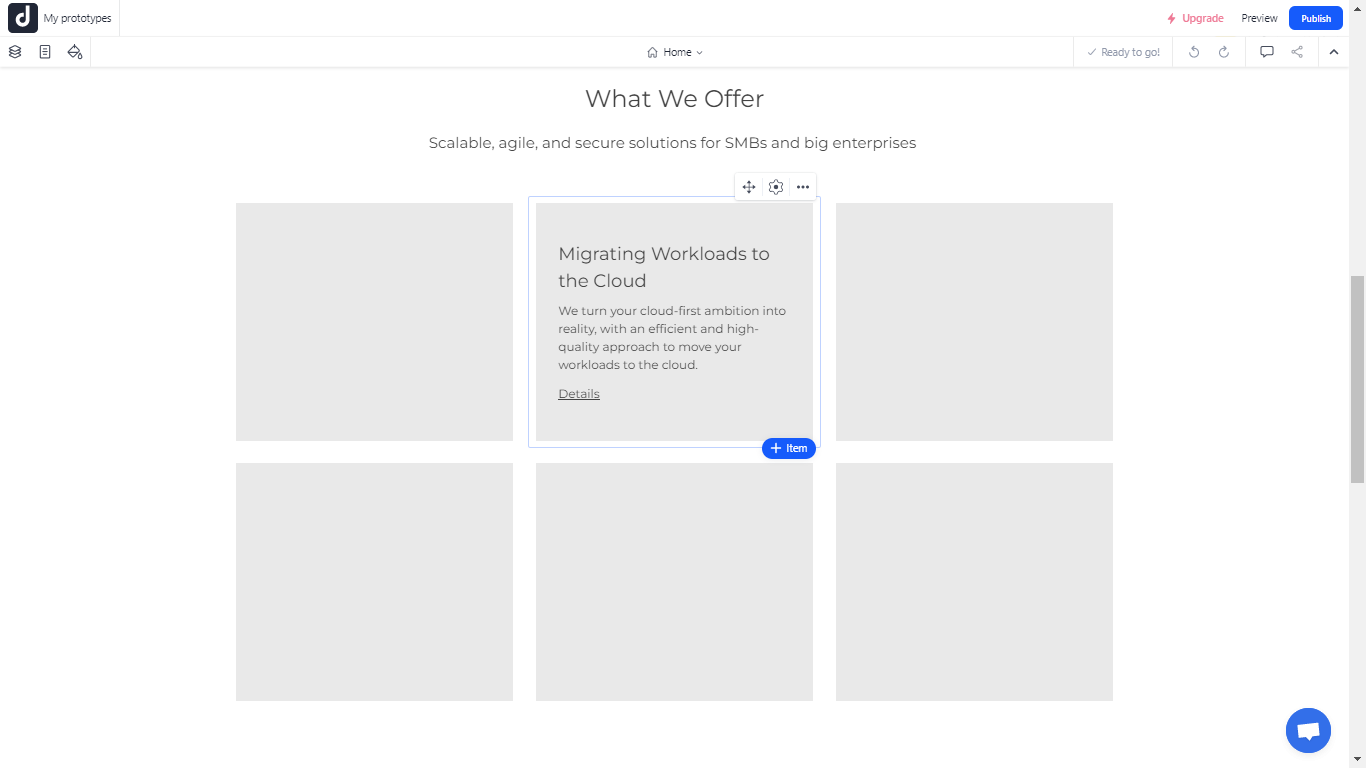 My prototypes
Upgrade
Preview
Publish
Home
Ready to go!
What We Offer
Scalable, agile, and secure solutions for SMBs and big enterprises
Migrating Workloads to
the Cloud
We turn your cloud-first ambition into
reality, with an efficient and high-
quality approach to move your
workloads to the cloud.
Details
Item